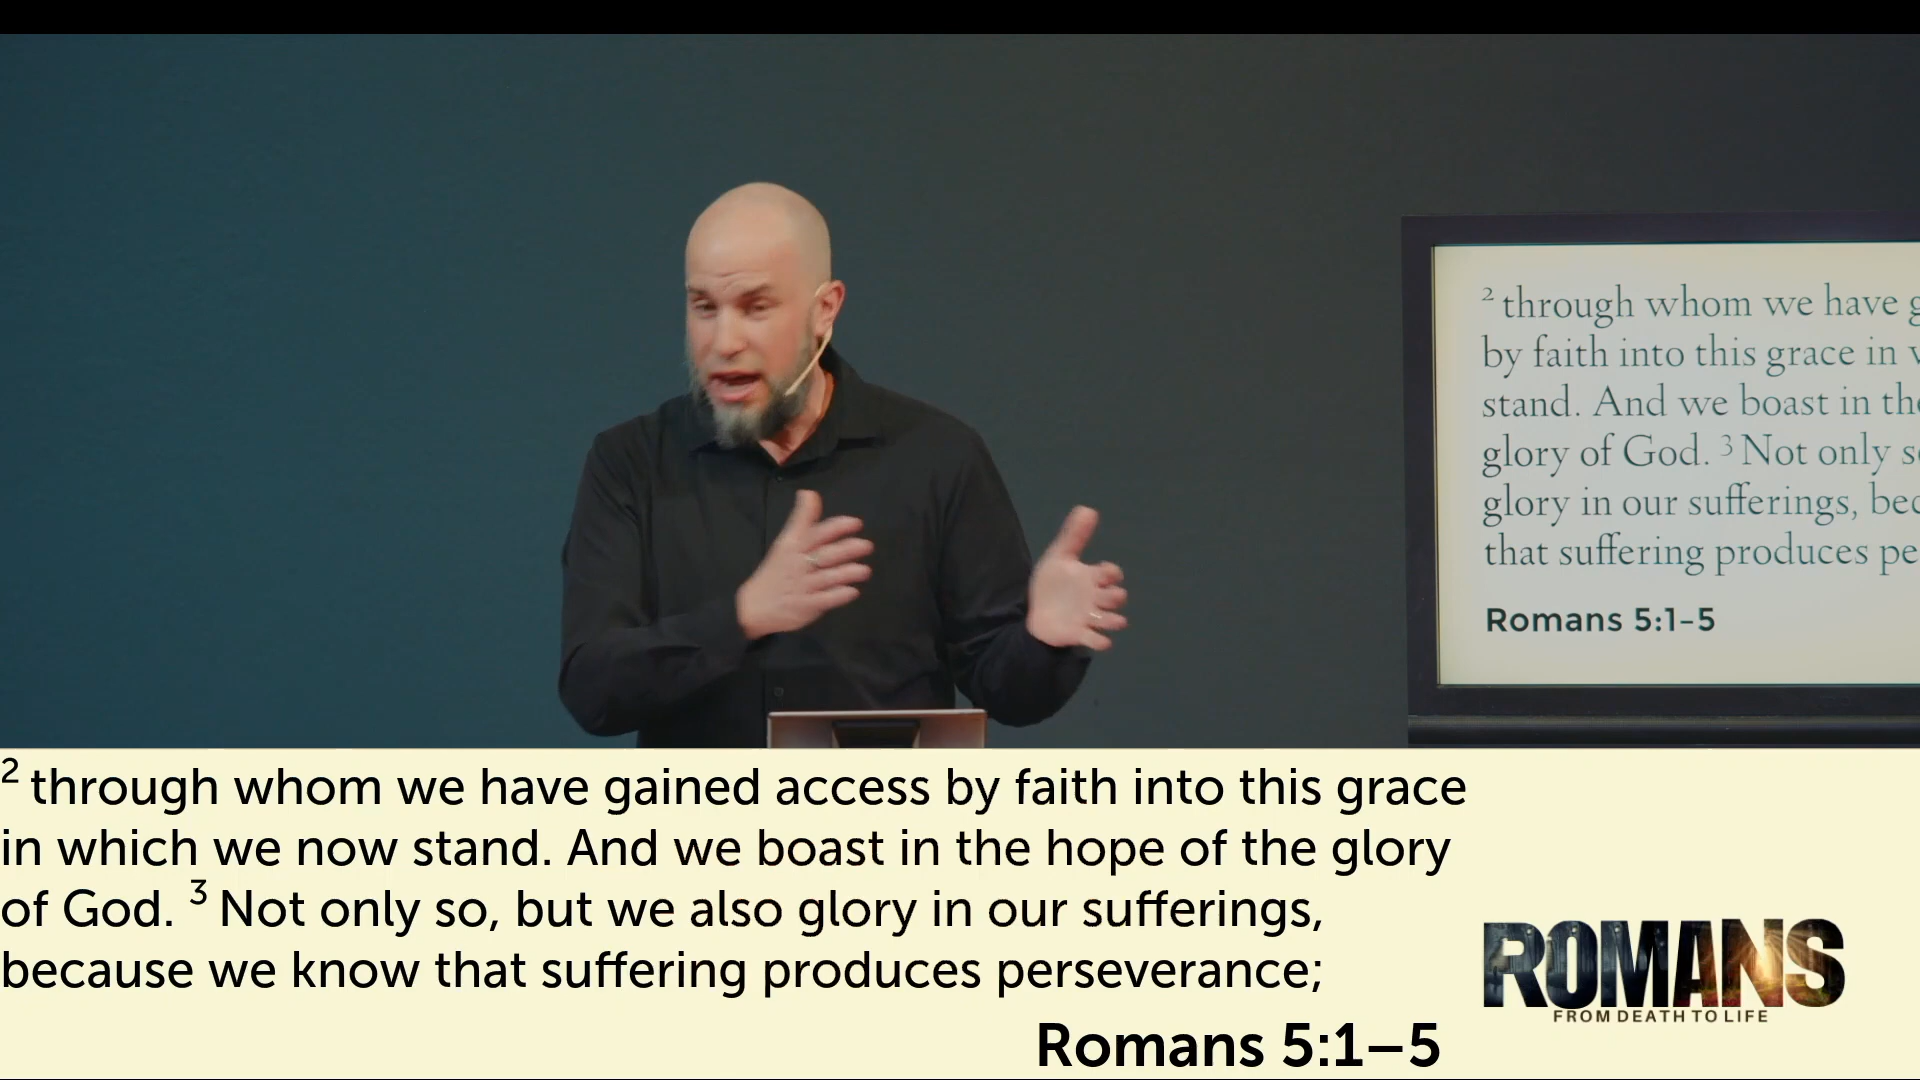 ² through whom we have g
by faith into this grace in
stand. And we boast in the
glory of God. ³ Not only so
glory in our sufferings, bec
that suffering produces pe
Romans 5:1–5
² through whom we have gained access by faith into this grace
in which we now stand. And we boast in the hope of the glory
of God. ³ Not only so, but we also glory in our sufferings,
because we know that suffering produces perseverance;
Romans 5:1–5
ROMANS
FROM DEATH TO LIFE